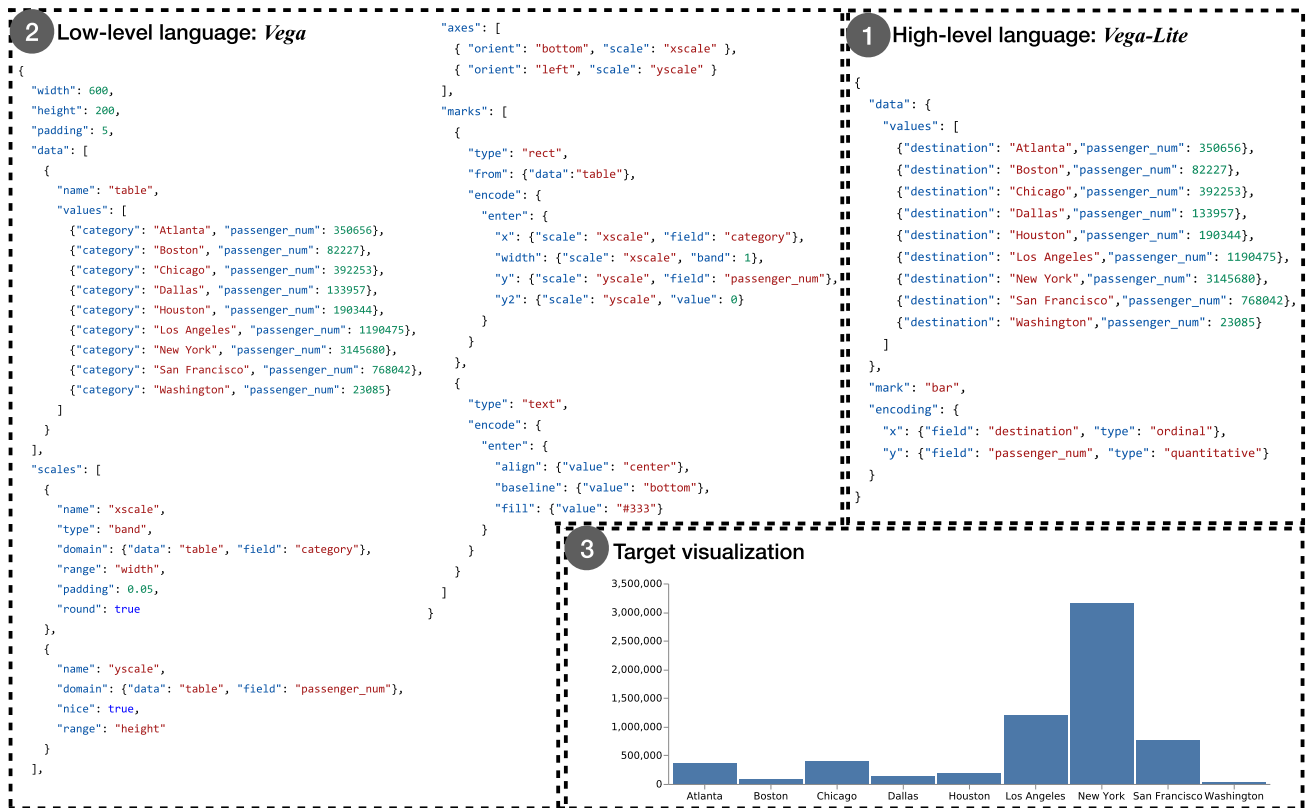 2 Low-level language: Vega
{
"width": 600,
"height": 200,
"padding": 5,
"data": [
{
"name": "table",
"values": [
{"category": "Atlanta", "passenger_num": 350656},
{"category": "Boston", "passenger_num": 82227},
{"category": "Chicago", "passenger_num": 392253},
{"category": "Dallas", "passenger_num": 133957},
{"category": "Houston", "passenger_num": 190344},
{"category": "Los Angeles", "passenger_num": 1190475},
{"category": "New York", "passenger_num": 3145680},
{"category": "San Francisco", "passenger_num": 768042},
{"category": "Washington", "passenger_num": 23085}
]
}
],
"scales": [
{
"name": "xscale",
"type": "band",
"domain": {"data": "table", "field": "category"},
"range": "width",
"padding": 0.05,
"round": true
},
{
"name": "yscale",
"domain": {"data": "table", "field": "passenger_num"},
"nice": true,
"range": "height"
}
],
"axes": [
{ "orient": "bottom", "scale": "xscale" },
{ "orient": "left", "scale": "yscale" }
],
"marks": [
{
"type": "rect",
"from": {"data":"table"},
"encode": {
"enter": {
"x": {"scale": "xscale", "field": "category"},
"width": {"scale": "xscale", "band": 1},
"y": {"scale": "yscale", "field": "passenger_num"},
"y2": {"scale": "yscale", "value": 0}
}
}
},
{
"type": "text",
"encode": {
"enter": {
"align": {"value": "center"},
"baseline": {"value": "bottom"},
"fill": {"value": "#333"}
}
}
}
]
}
1 High-level language: Vega-Lite
{
"data": {
"values": [
{"destination": "Atlanta","passenger_num": 350656},
{"destination": "Boston","passenger_num": 82227},
{"destination": "Chicago","passenger_num": 392253},
{"destination": "Dallas","passenger_num": 133957},
{"destination": "Houston","passenger_num": 190344},
{"destination": "Los Angeles","passenger_num": 1190475},
{"destination": "New York","passenger_num": 3145680},
{"destination": "San Francisco","passenger_num": 768042},
{"destination": "Washington","passenger_num": 23085}
]
},
"mark": "bar",
"encoding": {
"x": {"field": "destination", "type": "ordinal"},
"y": {"field": "passenger_num", "type": "quantitative"}
}
}
3 Target visualization
3,500,000
3,000,000
2,500,000
2,000,000
1,500,000
1,000,000
500,000
0
Atlanta Boston Chicago Dallas Houston Los Angeles New York San Francisco Washington